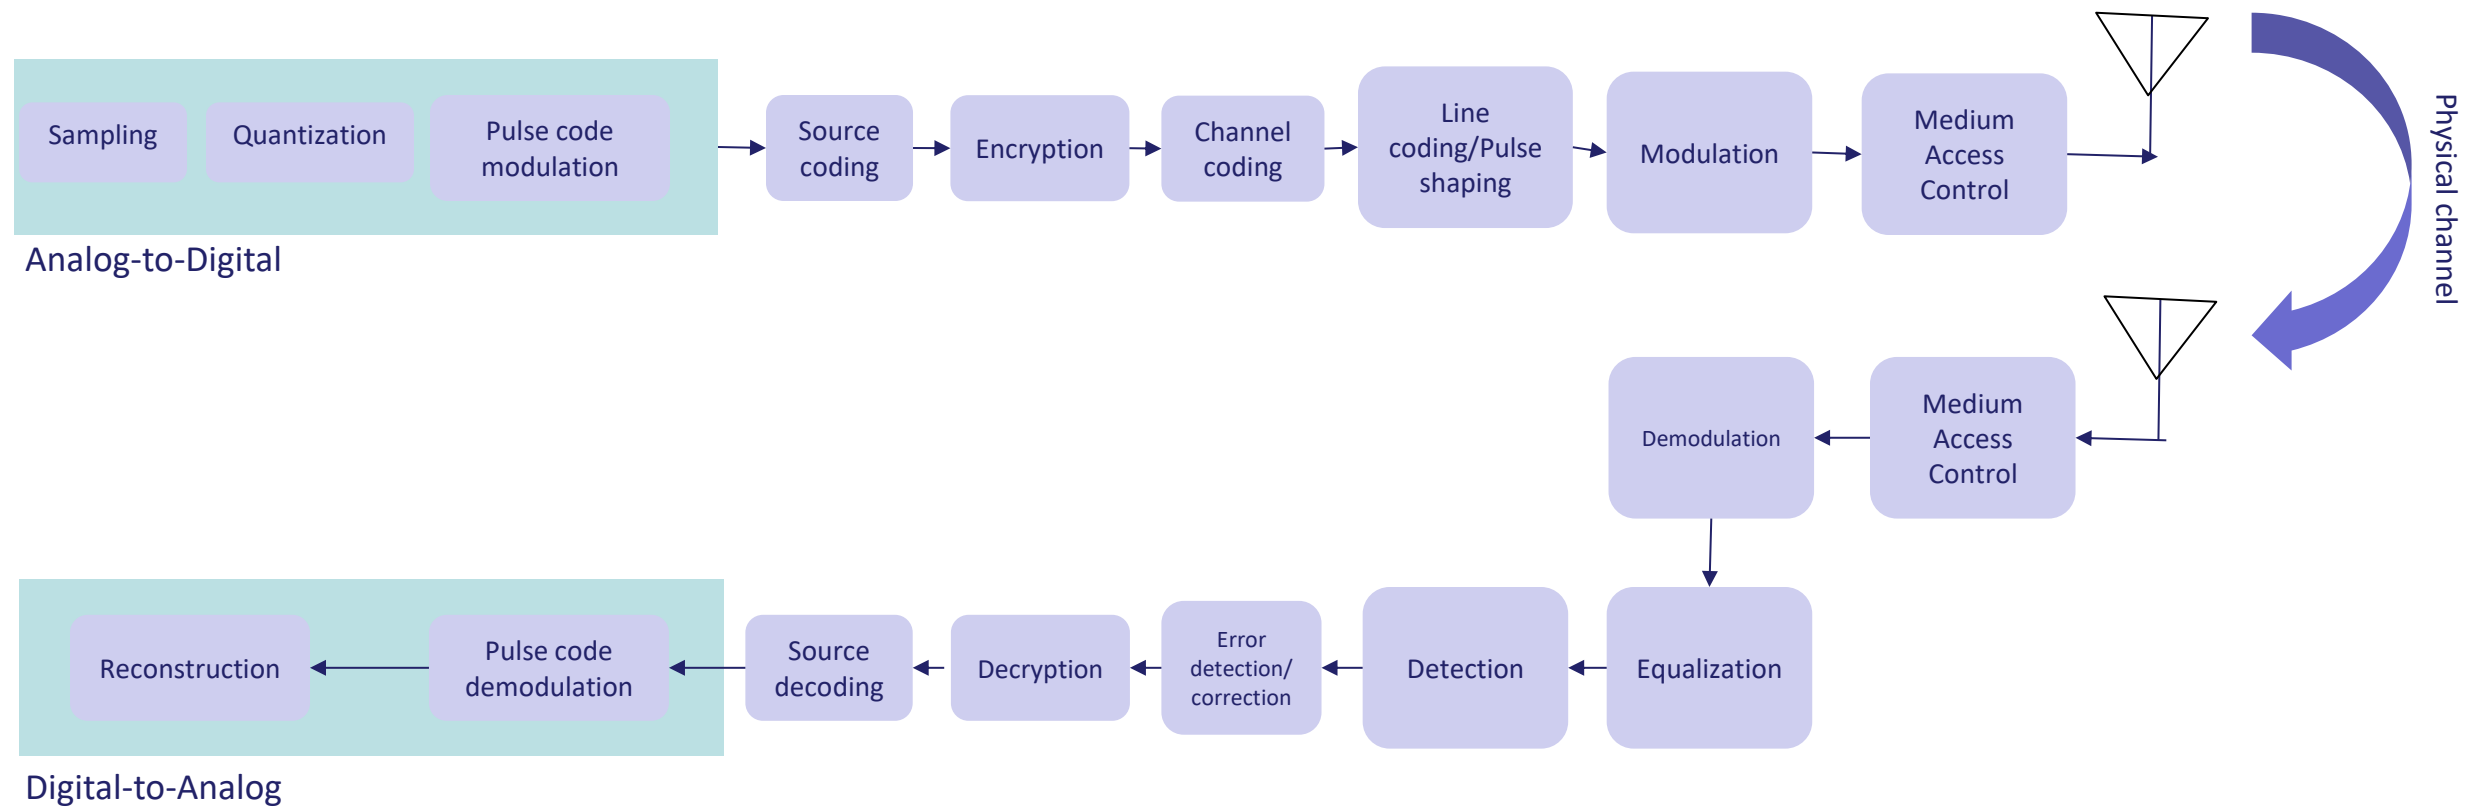 Sampling
Quantization
Pulse code
modulation
Analog-to-Digital
Source
coding
Encryption
Channel
coding
Line
coding/Pulse
shaping
Modulation
Medium
Access
Control
Physical channel
Medium
Access
Control
Demodulation
Equalization
Detection
Error
detection/
correction
Decryption
Source
decoding
Pulse code
demodulation
Reconstruction
Digital-to-Analog